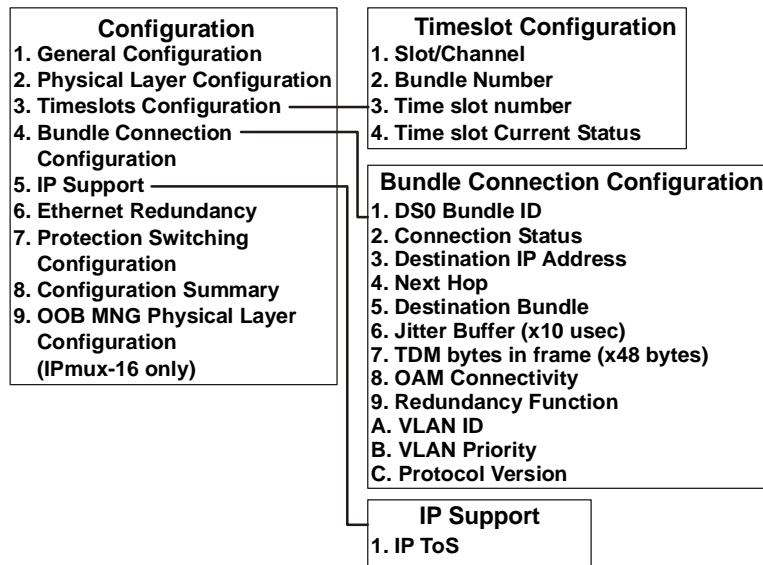 Configuration
1. General Configuration
2. Physical Layer Configuration
3. Timeslots Configuration
4. Bundle Connection
Configuration
5. IP Support
6. Ethernet Redundancy
7. Protection Switching
Configuration
8. Configuration Summary
9. OOB MNG Physical Layer
Configuration
(IPmux-16 only)
Timeslot Configuration
1. Slot/Channel
2. Bundle Number
3. Time slot number
4. Time slot Current Status
Bundle Connection Configuration
1. DS0 Bundle ID
2. Connection Status
3. Destination IP Address
4. Next Hop
5. Destination Bundle
6. Jitter Buffer (x10 usec)
7. TDM bytes in frame (x48 bytes)
8. OAM Connectivity
9. Redundancy Function
A. VLAN ID
B. VLAN Priority
C. Protocol Version
IP Support
1. IP ToS